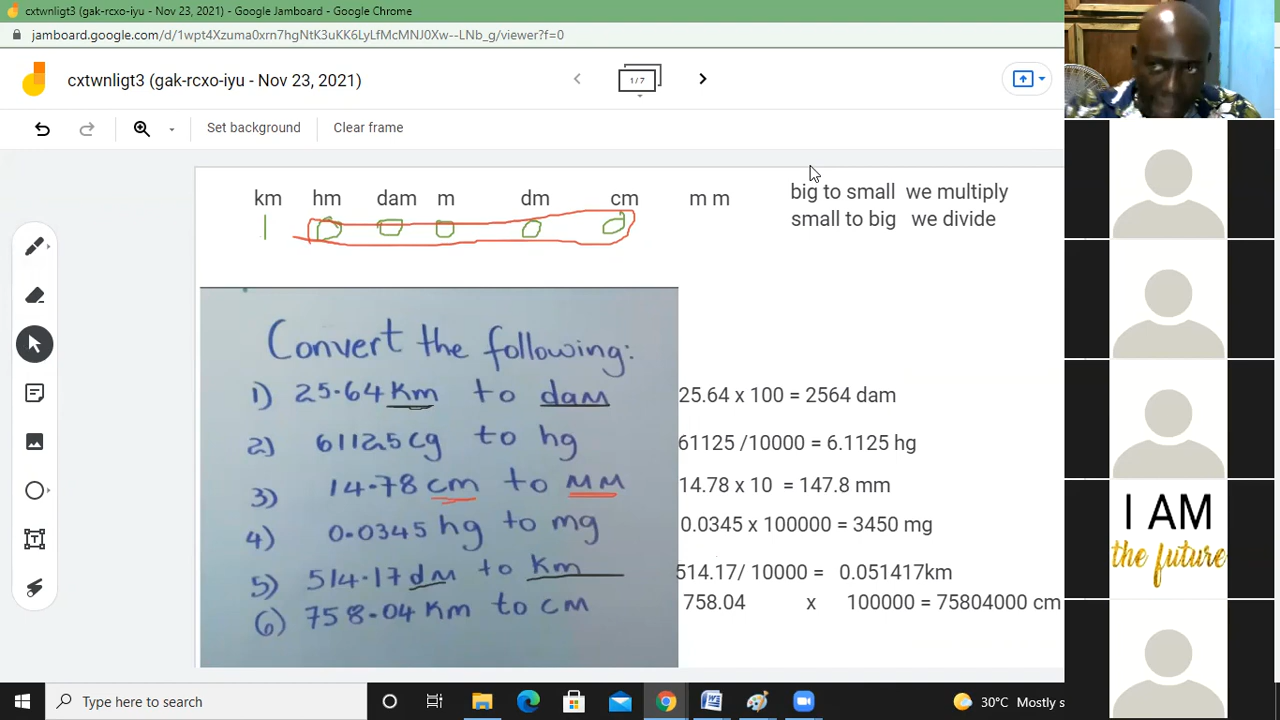 cxtwnligt3 (gak-rcxo-iyu - Nov 23, 2021) - Google Jamboard - Google Chrome
jamboard.google.com/d/1wpt4Xzuma0xrn7hgNtK3uKK6LyLfvfcMNJ0Xw--LNb_g/viewer?f=0
cxtwnligt3 (gak-rcxo-iyu - Nov 23, 2021)
1/7
Set background
Clear frame
km hm dam m dm cm m m
big to small we multiply
small to big we divide
Convert the following:
1) 25.64 km to dam
25.64 x 100 = 2564 dam
2) 61125 cg to hg
61125 /10000 = 6.1125 hg
3) 14.78 cm to MM
14.78 x 10 = 147.8 mm
4) 0.0345 hg to mg
0.0345 x 100000 = 3450 mg
5) 514.17 dm to km
514.17/ 10000 = 0.051417km
6) 758.04 km to cm
758.04 x 100000 = 75804000 cm
I AM
the future
Type here to search
30°C Mostly s